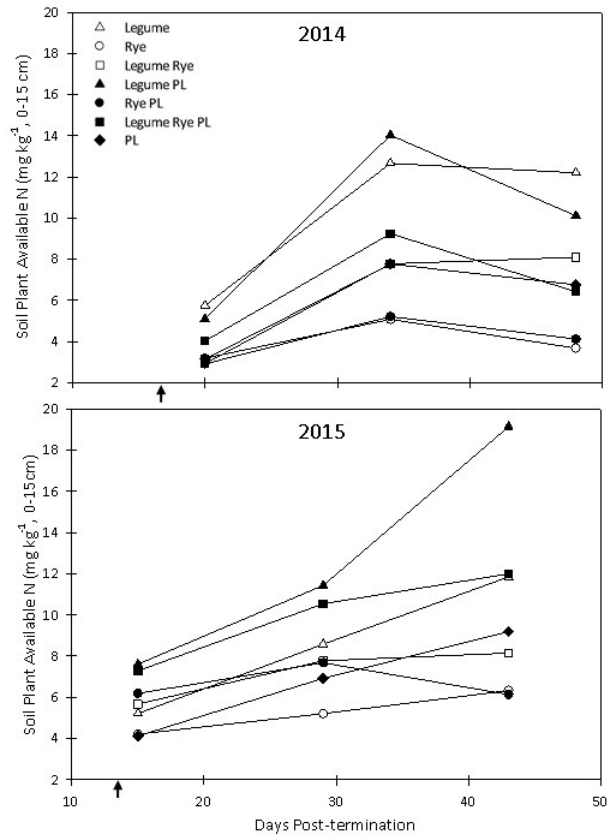 2014
Legume
Rye
Legume Rye
Legume PL
Rye PL
Legume Rye PL
PL
Soil Plant Available N (mg kg⁻¹, 0-15 cm)
20
18
16
14
12
10
8
6
4
2
2015
Soil Plant Available N (mg kg⁻¹, 0-15cm)
20
18
16
14
12
10
8
6
4
2
10 20 30 40 50
Days Post-termination